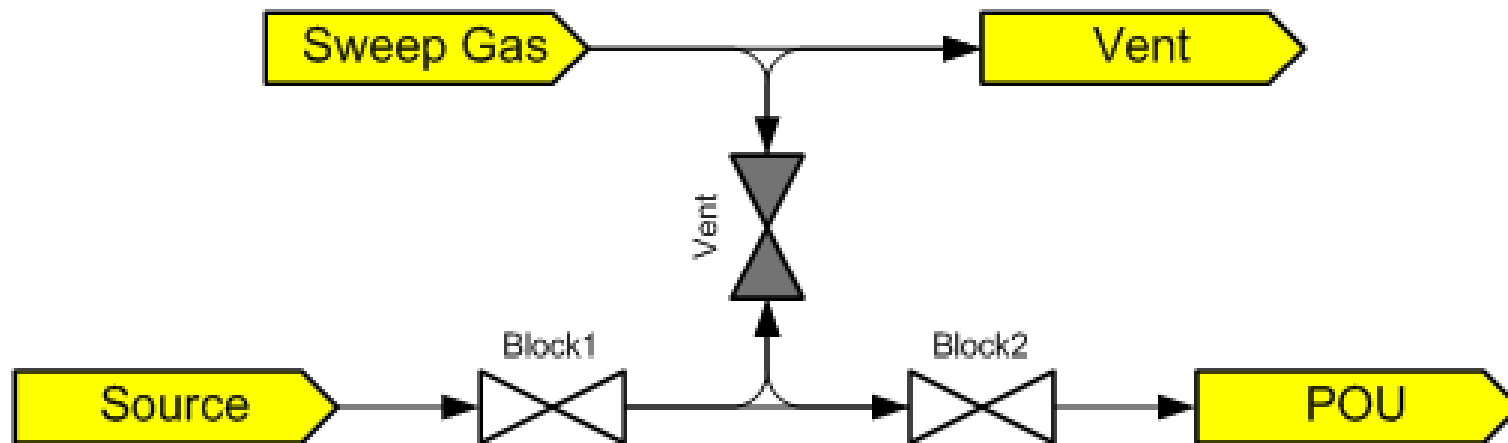 Sweep Gas
Vent
Vent
Block1
Block2
Source
POU